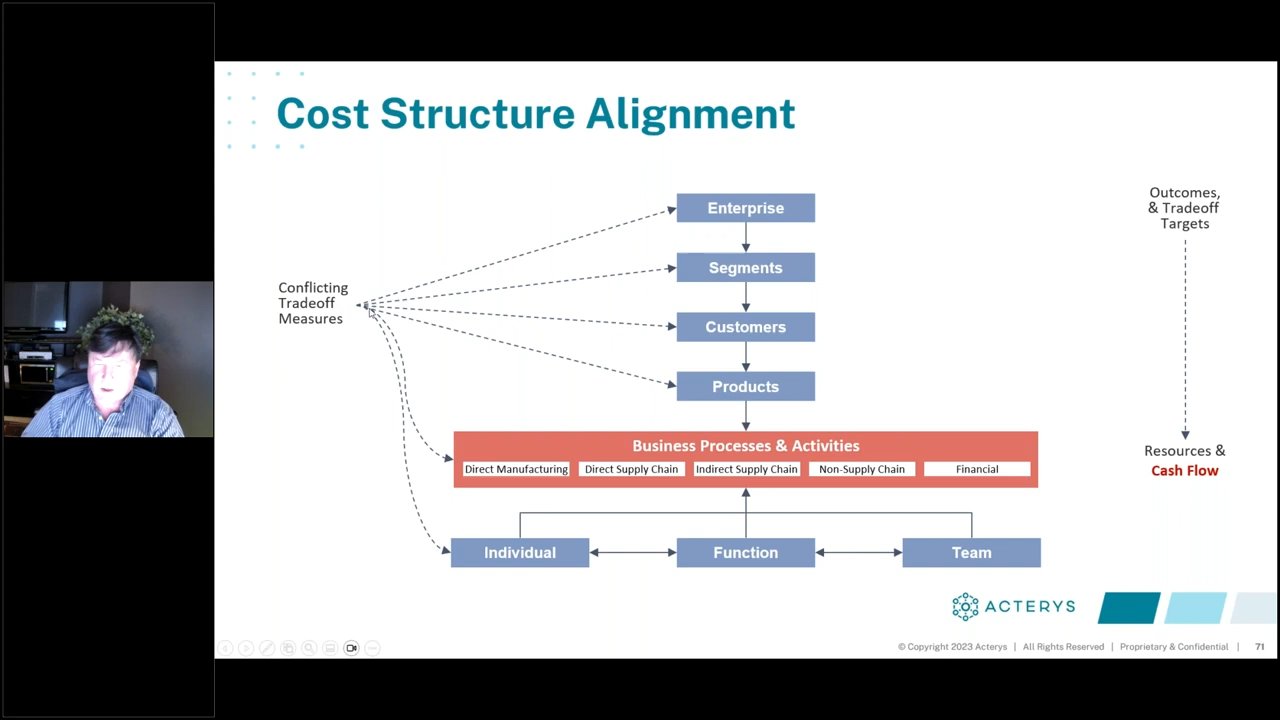 Cost Structure Alignment
Enterprise
Segments
Customers
Products
Conflicting
Tradeoff
Measures
Outcomes,
& Tradeoff
Targets
Resources &
Cash Flow
Business Processes & Activities
Direct Manufacturing
Direct Supply Chain
Indirect Supply Chain
Non-Supply Chain
Financial
Individual
Function
Team
ACTERYS
© Copyright 2023 Acterys | All Rights Reserved | Proprietary & Confidential | 71